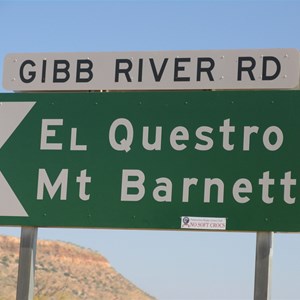 GIBB RIVER RD
EL QUESTRO
MT BARNETT